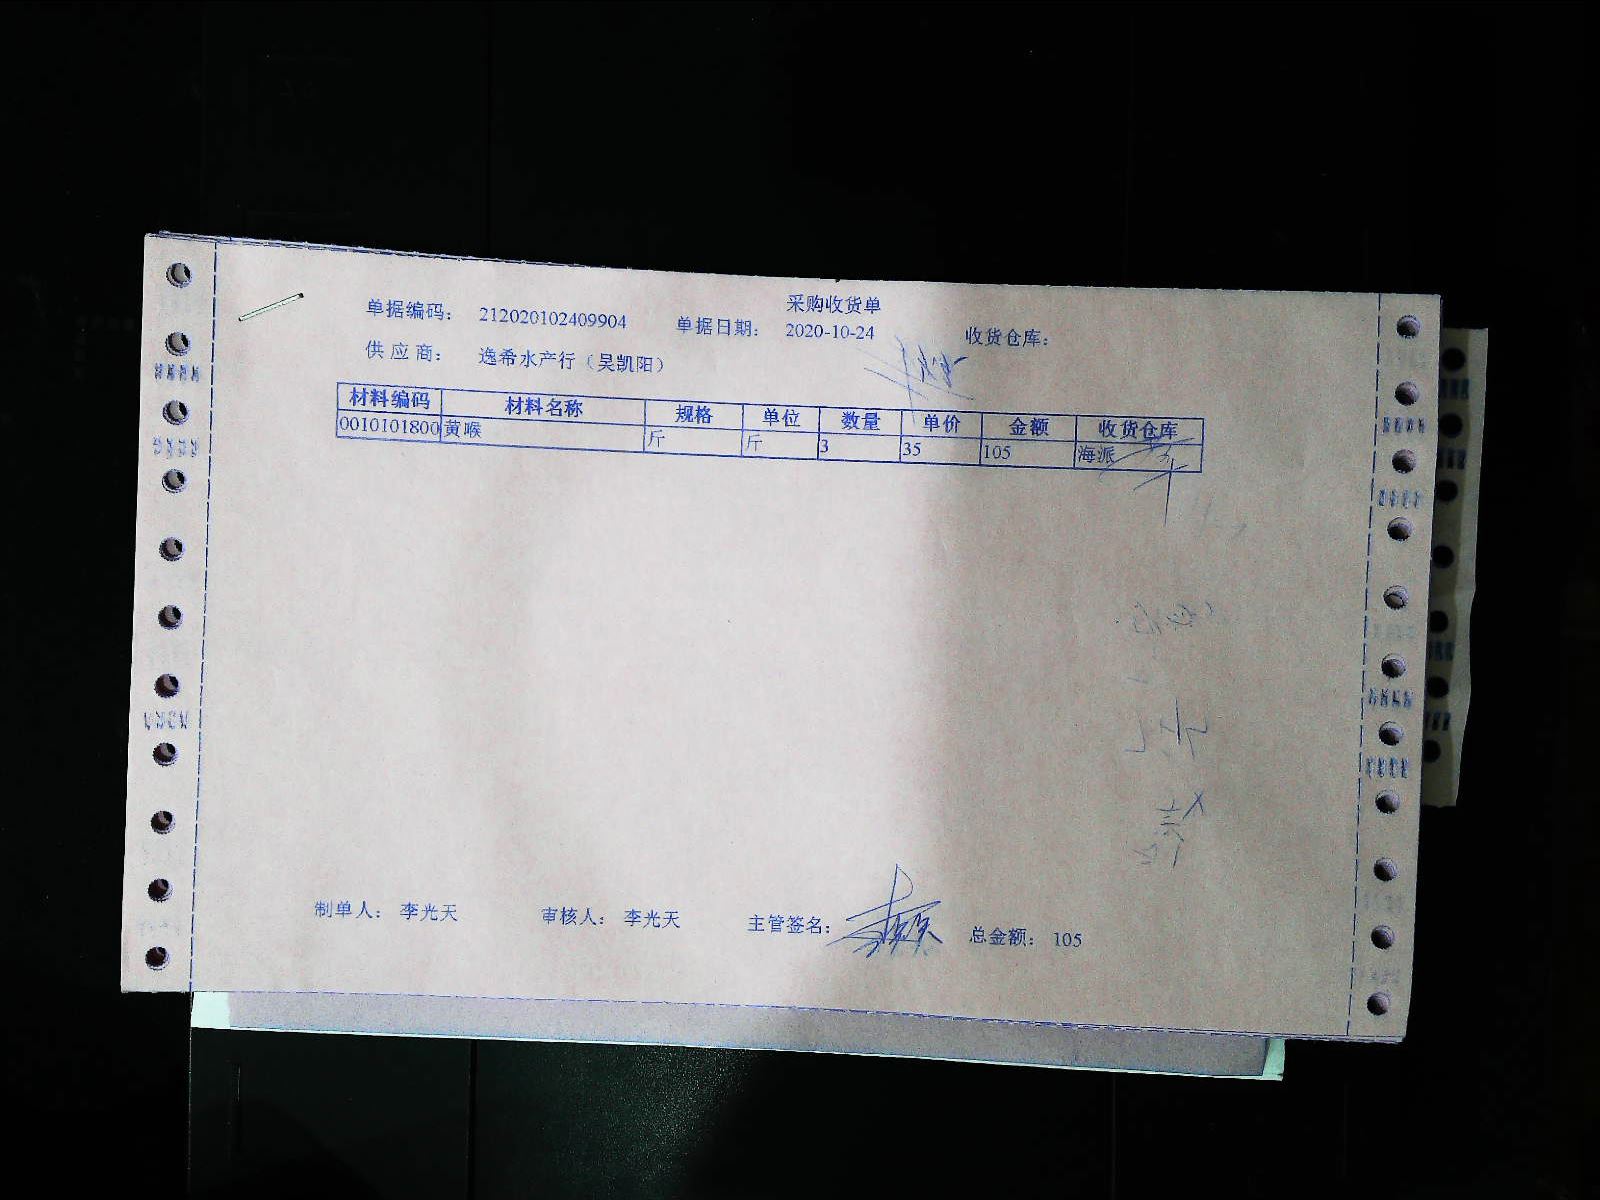 采购收货单
单据编码: 212020102409904 单据日期: 2020-10-24 收货仓库:
供应商: 逸希水产行（吴凯阳）
材料编码 材料名称 规格 单位 数量 单价 金额 收货仓库
0010101800 黄喉 斤 斤 3 35 105 海派
制单人: 李光天 审核人: 李光天 主管签名: 总金额: 105